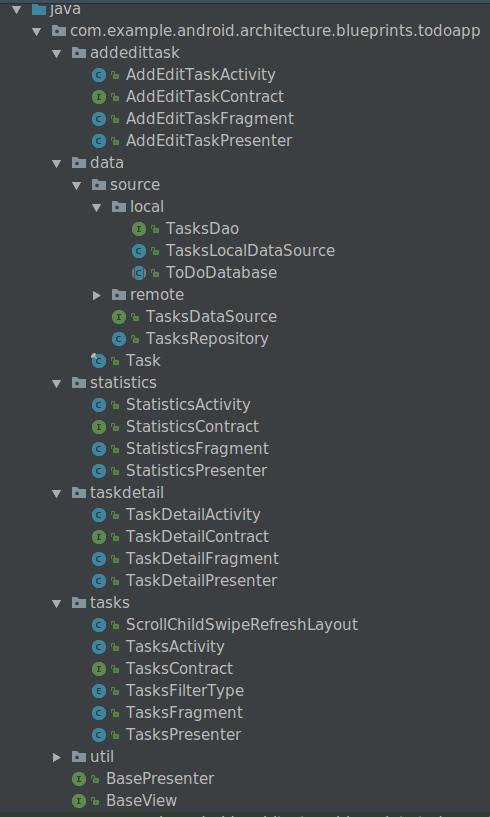 java
com.example.android.architecture.blueprints.todoapp
addedittask
AddEditTaskActivity
AddEditTaskContract
AddEditTaskFragment
AddEditTaskPresenter
data
source
local
TasksDao
TasksLocalDataSource
ToDoDatabase
remote
TasksDataSource
TasksRepository
Task
statistics
StatisticsActivity
StatisticsContract
StatisticsFragment
StatisticsPresenter
taskdetail
TaskDetailActivity
TaskDetailContract
TaskDetailFragment
TaskDetailPresenter
tasks
ScrollChildSwipeRefreshLayout
TasksActivity
TasksContract
TasksFilterType
TasksFragment
TasksPresenter
util
BasePresenter
BaseView